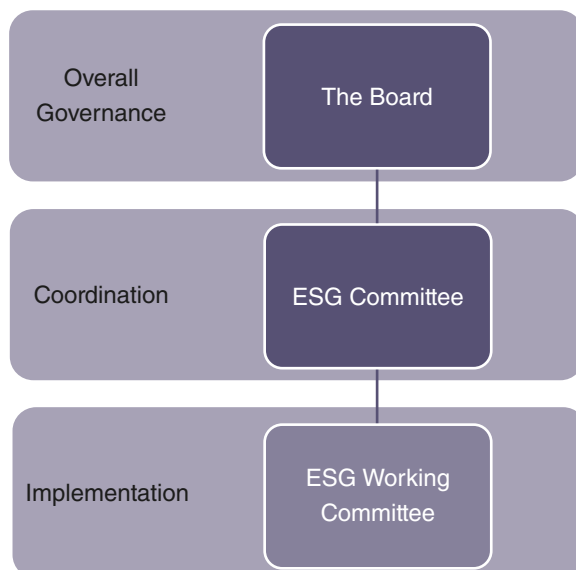 Overall
Governance
The Board
Coordination
ESG Committee
Implementation
ESG Working
Committee